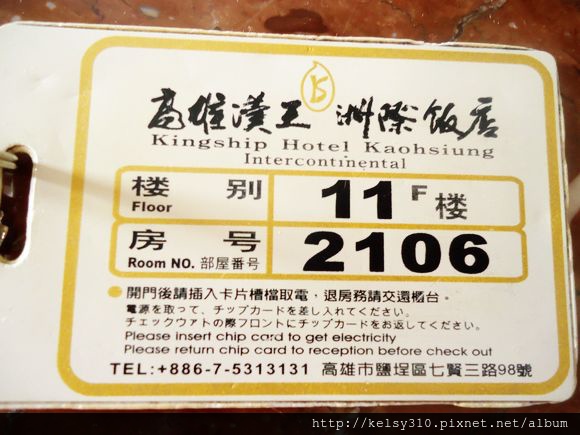 高雄漢王 洲際飯店
Kingship Hotel Kaohsiung
Intercontinental
楼 别 11 F 楼
Floor
房 号 2106
Room NO. 部屋番号
開門後請插入卡片槽檔取電，退房務請交還櫃台。
電源を取って、チップカードを差し入れてください。
チェックウァトの際フロントにチップカードをお返してください。
Please insert chip card to get electricity
Please return chip card to reception before check out
TEL:+886-7-5313131 高雄市鹽埕區七賢三路98號
http://kelsy310.pixnet.net/album